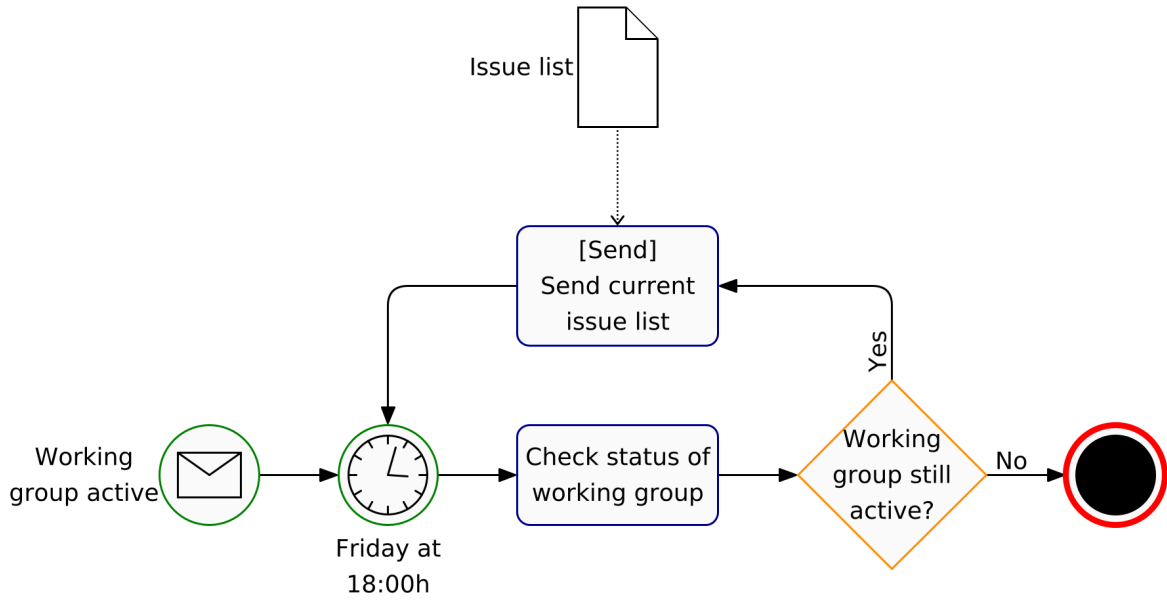 Issue list
[Send]
Send current
issue list
Yes
Working
group active
Friday at
18:00h
Check status of
working group
Working
group still
active?
No